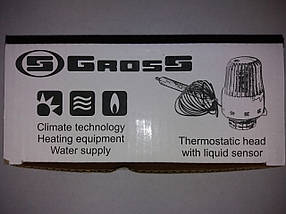 GROSS
Climate technology
Heating equipment
Water supply
Thermostatic head
with liquid sensor